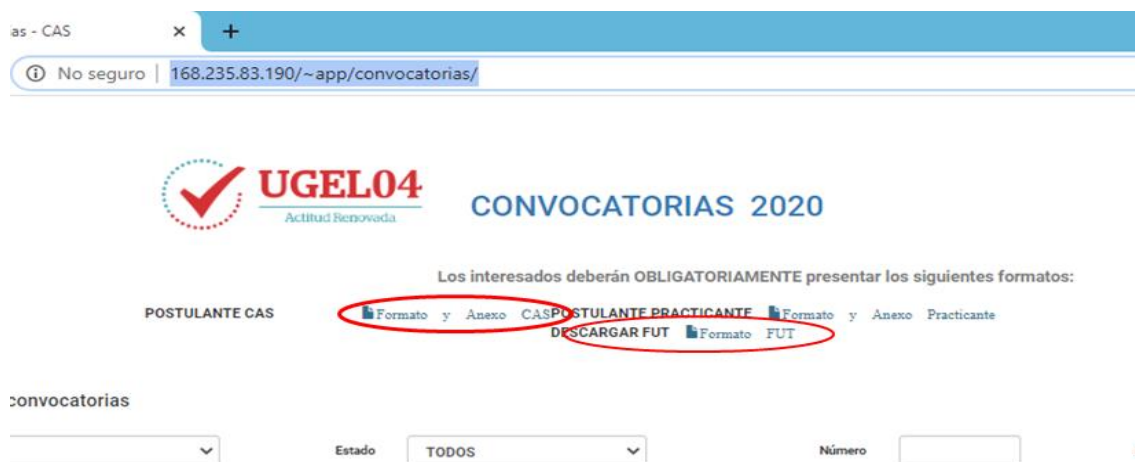 as - CAS
No seguro | 168.235.83.190/~app/convocatorias/
UGEL04
Actitud Renovada
CONVOCATORIAS 2020
Los interesados deberán OBLIGATORIAMENTE presentar los siguientes formatos:
POSTULANTE CAS Formato y Anexo CAS POSTULANTE PRACTICANTE Formato y Anexo Practicante
DESCARGAR FUT Formato FUT
convocatorias
Estado TODOS Número